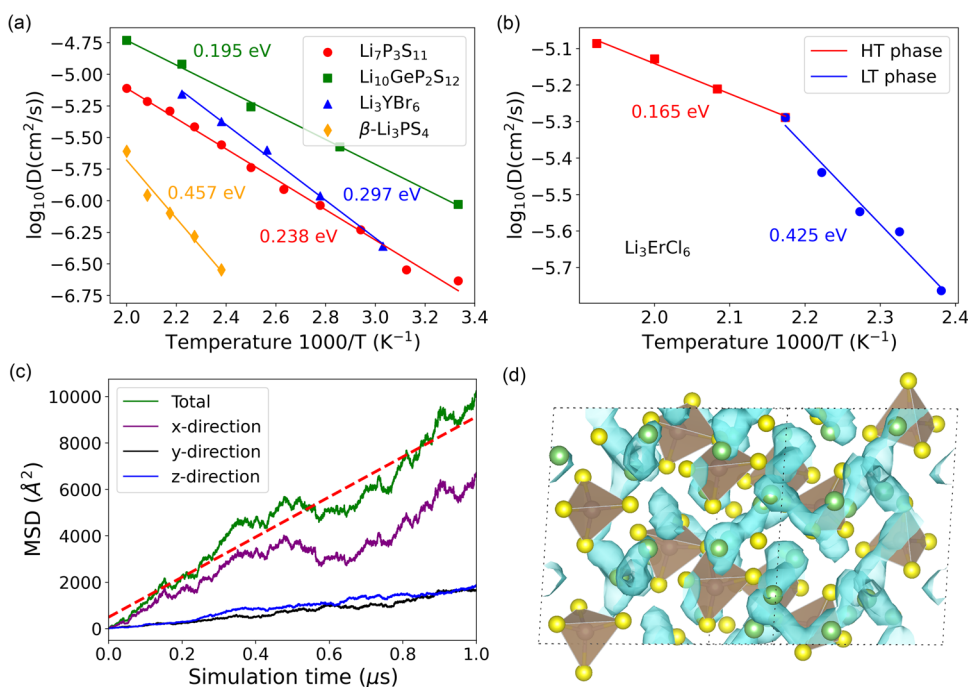 (a)
log₁₀(D(cm²/s))
−4.75
−5.00
−5.25
−5.50
−5.75
−6.00
−6.25
−6.50
−6.75
0.195 eV
Li₇P₃S₁₁
Li₁₀GeP₂S₁₂
Li₃YBr₆
β-Li₃PS₄
0.457 eV
0.297 eV
0.238 eV
2.0 2.2 2.4 2.6 2.8 3.0 3.2 3.4
Temperature 1000/T (K⁻¹)
(b)
log₁₀(D(cm²/s))
−5.1
−5.2
−5.3
−5.4
−5.5
−5.6
−5.7
HT phase
LT phase
0.165 eV
0.425 eV
Li₃ErCl₆
2.0 2.1 2.2 2.3 2.4
Temperature 1000/T (K⁻¹)
(c)
MSD (Å²)
10000
8000
6000
4000
2000
0
Total
x-direction
y-direction
z-direction
0.0 0.2 0.4 0.6 0.8 1.0
Simulation time (μs)
(d)